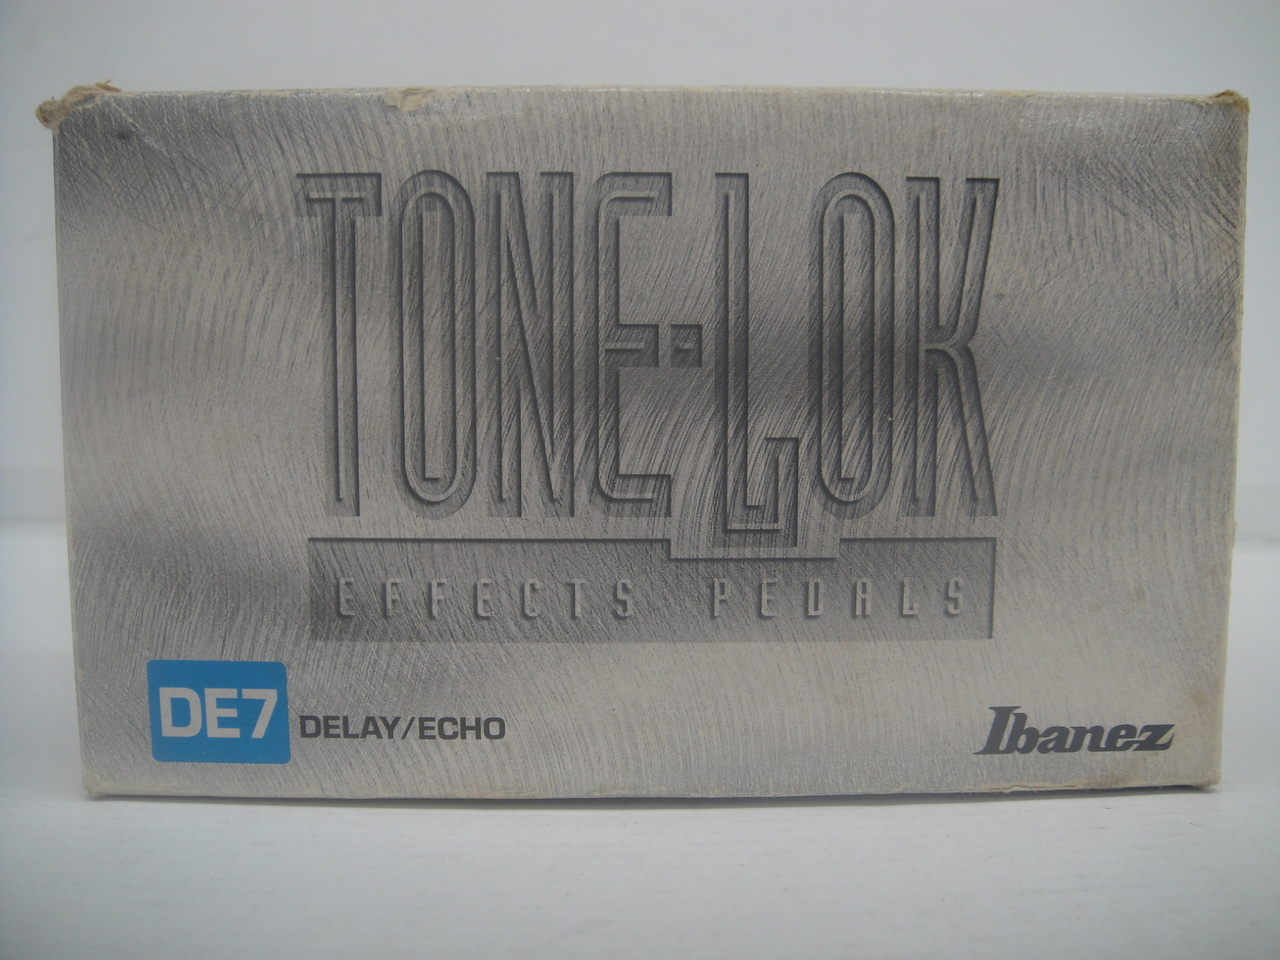 TONE-LOK
EFFECTS PEDALS
DE7 DELAY/ECHO
Ibanez